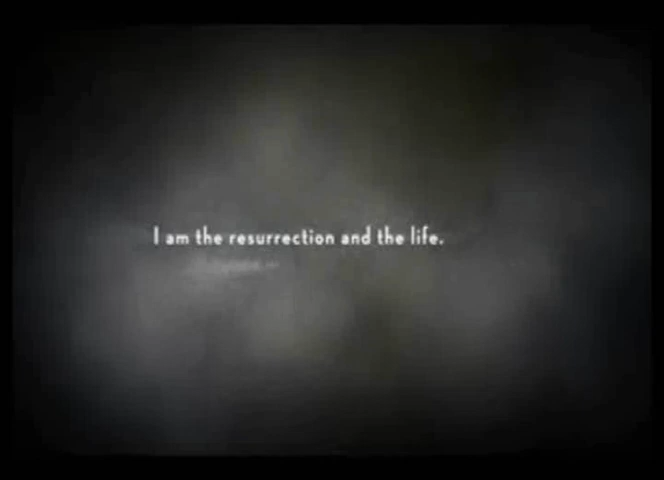 I am the resurrection and the life.